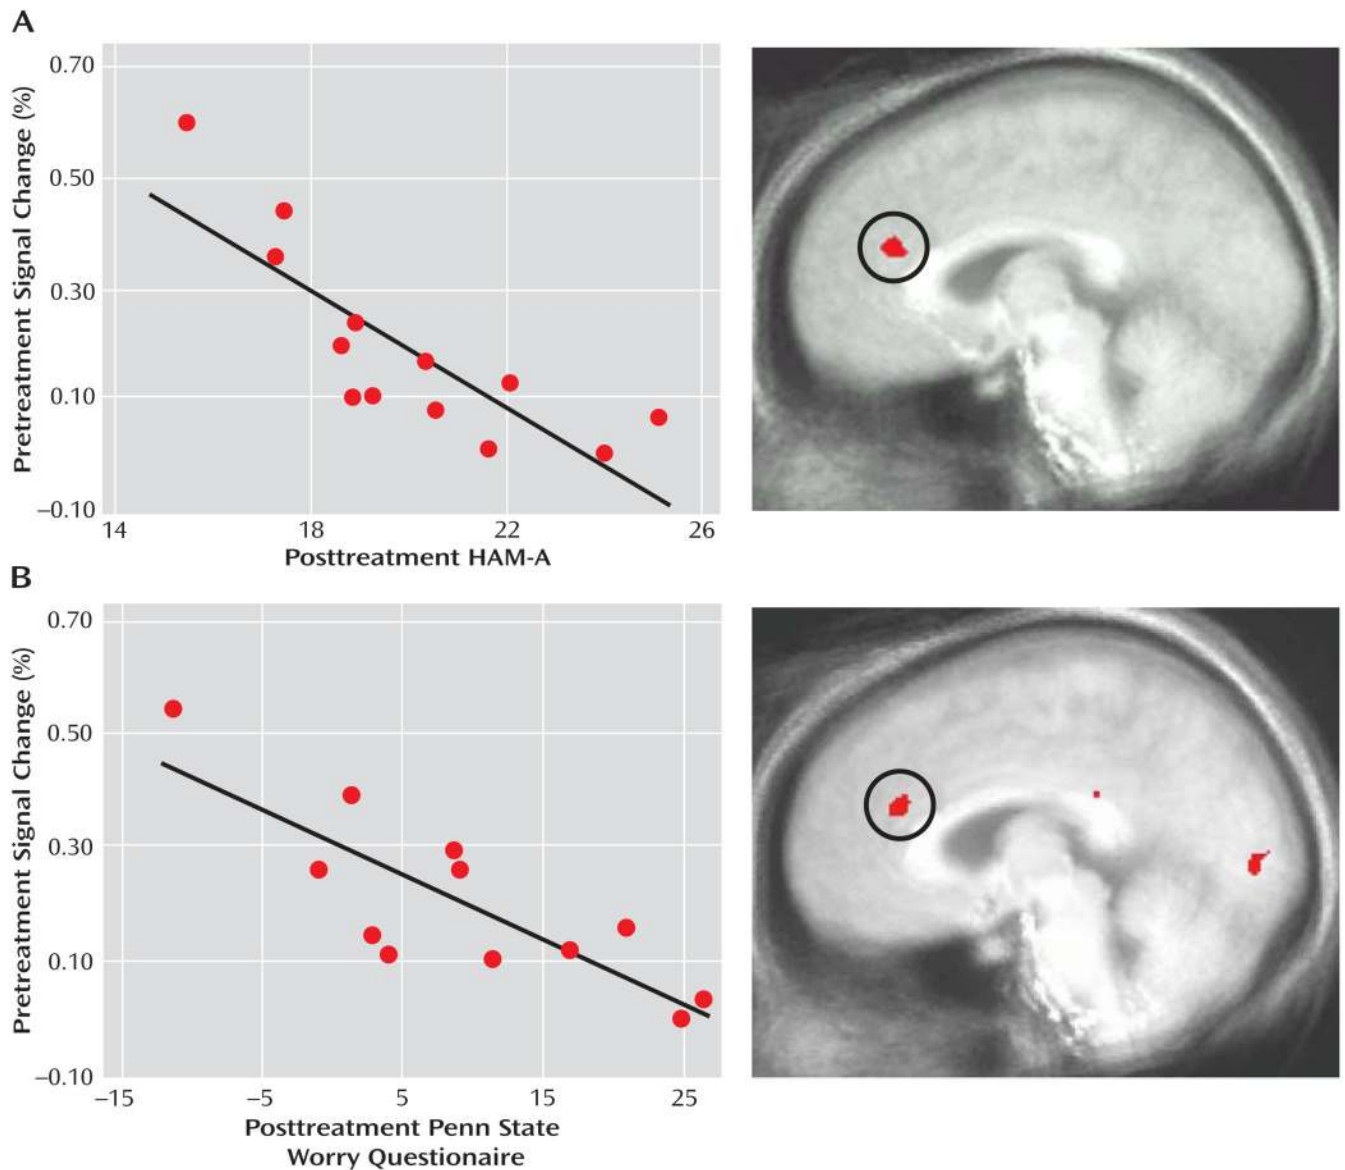 A
Pretreatment Signal Change (%)
0.70
0.50
0.30
0.10
–0.10
14 18 22 26
Posttreatment HAM-A
B
Pretreatment Signal Change (%)
0.70
0.50
0.30
0.10
–0.10
–15 –5 5 15 25
Posttreatment Penn State
Worry Questionaire